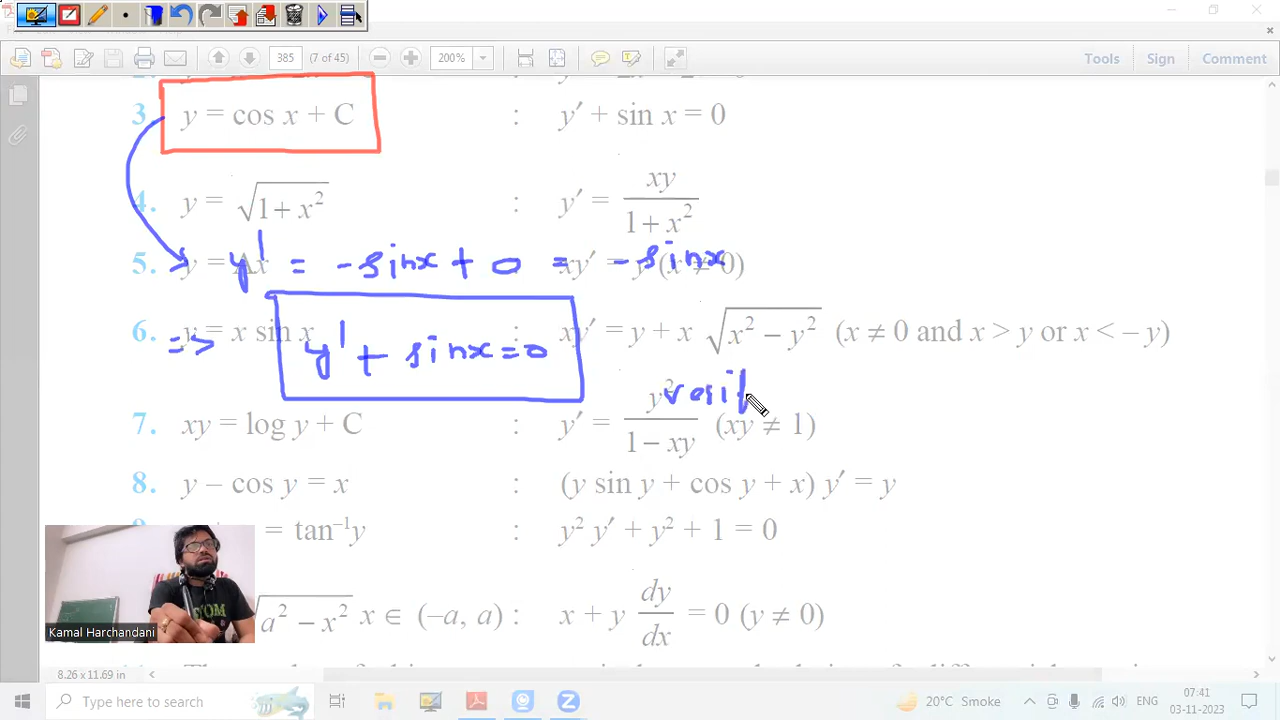 385 (7 of 45) 200% Tools Sign Comment
3 y = cos x + C : y′ + sin x = 0
4. y = √(1 + x²) : y′ = xy / (1 + x²)
y' = -sinx + 0 = -sinx
5. y = Ax : xy′ = y (x ≠ 0)
6. y = x sin x : xy′ = y + x √(x² − y²) (x ≠ 0 and x > y or x < − y)
=> y' + sinx = 0
verif
7. xy = log y + C : y′ = y² / (1 − xy) (xy ≠ 1)
8. y – cos y = x : (y sin y + cos y + x) y′ = y
= tan⁻¹y : y² y′ + y² + 1 = 0
√(a² − x²) x ∈ (–a, a) : x + y dy/dx = 0 (y ≠ 0)
Kamal Harchandani
8.26 x 11.69 in
Type here to search
20°C Smoke ENG 07:41
03-11-2023